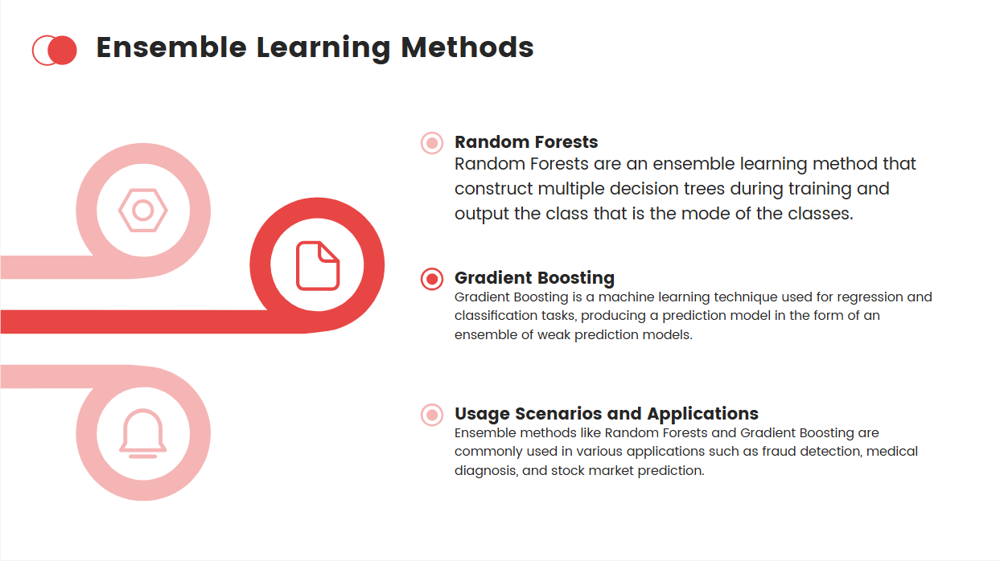 Ensemble Learning Methods
Random Forests
Random Forests are an ensemble learning method that
construct multiple decision trees during training and
output the class that is the mode of the classes.
Gradient Boosting
Gradient Boosting is a machine learning technique used for regression and
classification tasks, producing a prediction model in the form of an
ensemble of weak prediction models.
Usage Scenarios and Applications
Ensemble methods like Random Forests and Gradient Boosting are
commonly used in various applications such as fraud detection, medical
diagnosis, and stock market prediction.